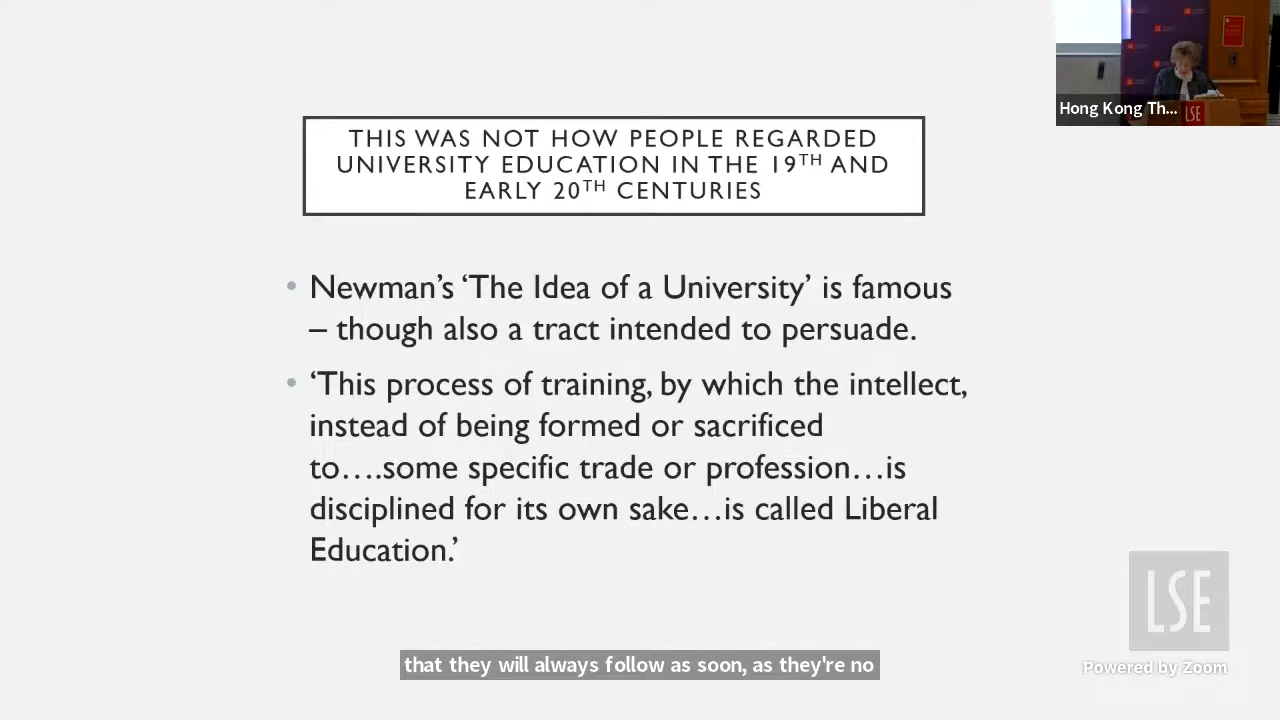 Hong Kong Th...
LSE
THIS WAS NOT HOW PEOPLE REGARDED
UNIVERSITY EDUCATION IN THE 19TH AND
EARLY 20TH CENTURIES
• Newman’s ‘The Idea of a University’ is famous
– though also a tract intended to persuade.
• ‘This process of training, by which the intellect,
instead of being formed or sacrificed
to….some specific trade or profession…is
disciplined for its own sake…is called Liberal
Education.’
LSE
Powered by Zoom
that they will always follow as soon, as they're no